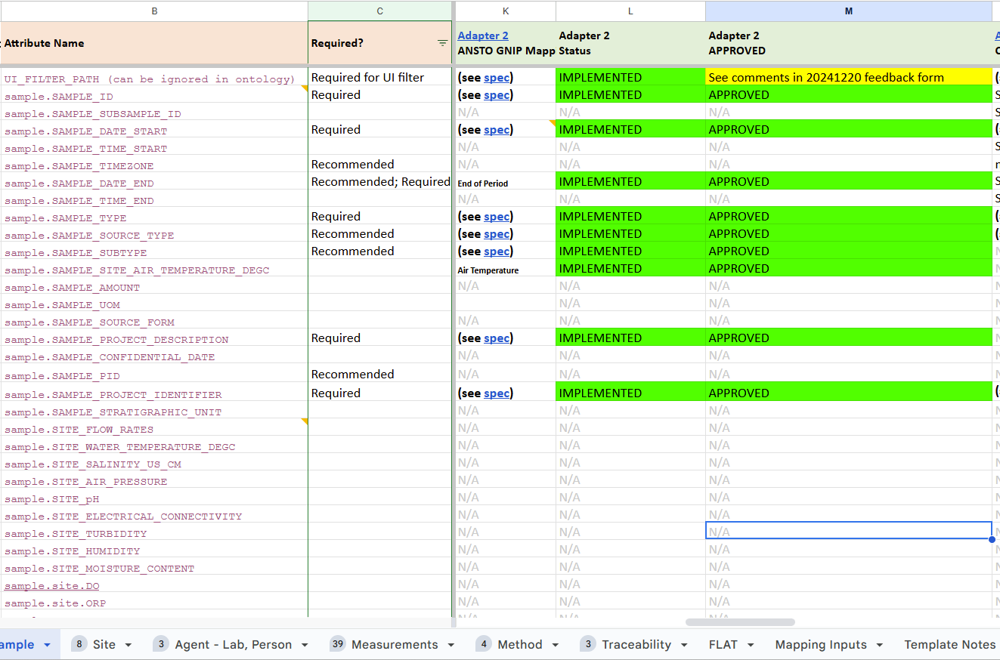 B C K L M
: Attribute Name Required? Adapter 2 ANSTO GNIP Mapp Adapter 2 Status Adapter 2 APPROVED A
UI_FILTER_PATH (can be ignored in ontology) Required for UI filter (see spec) IMPLEMENTED See comments in 20241220 feedback form (
sample.SAMPLE_ID Required (see spec) IMPLEMENTED APPROVED S
sample.SAMPLE_SUBSAMPLE_ID N/A N/A N/A S
sample.SAMPLE_DATE_START Required (see spec) IMPLEMENTED APPROVED (
sample.SAMPLE_TIME_START N/A N/A N/A S
sample.SAMPLE_TIMEZONE Recommended N/A N/A N/A n
sample.SAMPLE_DATE_END Recommended; Required End of Period IMPLEMENTED APPROVED S
sample.SAMPLE_TIME_END N/A N/A N/A S
sample.SAMPLE_TYPE Required (see spec) IMPLEMENTED APPROVED (
sample.SAMPLE_SOURCE_TYPE Recommended (see spec) IMPLEMENTED APPROVED (
sample.SAMPLE_SUBTYPE Recommended (see spec) IMPLEMENTED APPROVED N
sample.SAMPLE_SITE_AIR_TEMPERATURE_DEGC Air Temperature IMPLEMENTED APPROVED N
sample.SAMPLE_AMOUNT N/A N/A N/A N
sample.SAMPLE_UOM N/A N/A N
sample.SAMPLE_SOURCE_FORM N/A N/A N/A N
sample.SAMPLE_PROJECT_DESCRIPTION Required (see spec) IMPLEMENTED APPROVED N
sample.SAMPLE_CONFIDENTIAL_DATE N/A N/A N/A N
sample.SAMPLE_PID Recommended N/A N/A N/A N
sample.SAMPLE_PROJECT_IDENTIFIER Required (see spec) IMPLEMENTED APPROVED (
sample.SAMPLE_STRATIGRAPHIC_UNIT N/A N/A N/A N
sample.SITE_FLOW_RATES N/A N/A N/A N
sample.SITE_WATER_TEMPERATURE_DEGC N/A N/A N/A N
sample.SITE_SALINITY_US_CM N/A N/A N/A N
sample.SITE_AIR_PRESSURE N/A N/A N/A N
sample.SITE_pH N/A N/A N/A N
sample.SITE_ELECTRICAL_CONNECTIVITY N/A N/A N/A N
sample.SITE_TURBIDITY N/A N/A N/A N
sample.SITE_HUMIDITY N/A N/A N/A N
sample.SITE_MOISTURE_CONTENT N/A N/A N/A N
sample.site.DO N/A N/A N/A N
sample.site.ORP N/A N/A N/A N
ample 8 Site 3 Agent - Lab, Person 39 Measurements 4 Method 3 Traceability FLAT Mapping Inputs Template Notes